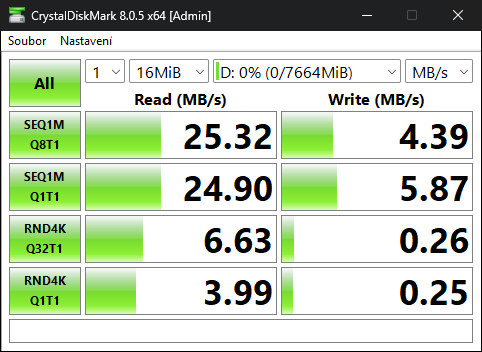 CrystalDiskMark 8.0.5 x64 [Admin]
Soubor Nastavení
All 1 16MiB D: 0% (0/7664MiB) MB/s
Read (MB/s) Write (MB/s)
SEQ1M
Q8T1 25.32 4.39
SEQ1M
Q1T1 24.90 5.87
RND4K
Q32T1 6.63 0.26
RND4K
Q1T1 3.99 0.25